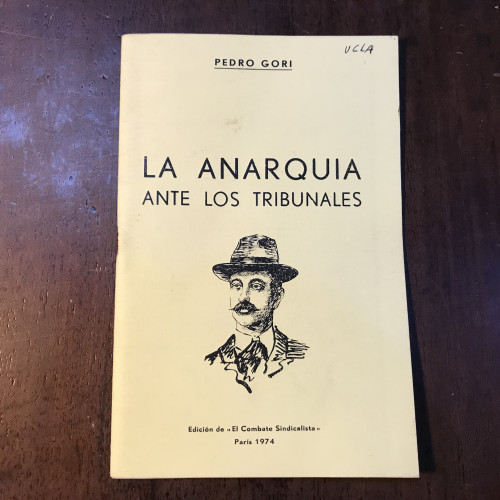 UCLA
PEDRO GORI
LA ANARQUIA
ANTE LOS TRIBUNALES
Edición de «El Combate Sindicalista»
París 1974